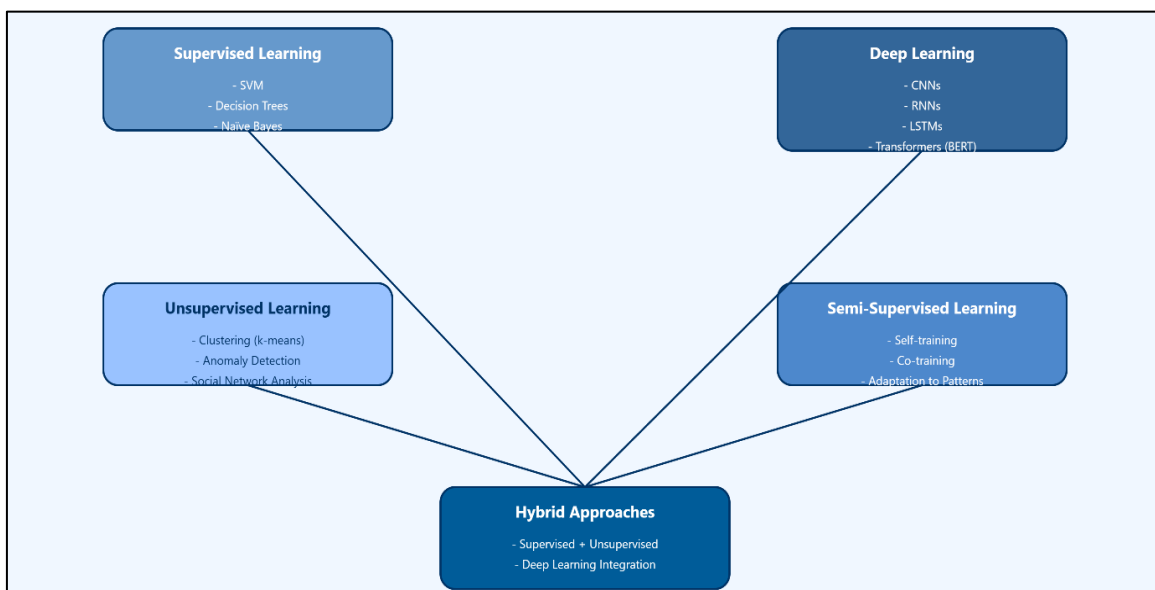 Supervised Learning
- SVM
- Decision Trees
- Naïve Bayes
Deep Learning
- CNNs
- RNNs
- LSTMs
- Transformers (BERT)
Unsupervised Learning
- Clustering (k-means)
- Anomaly Detection
- Social Network Analysis
Semi-Supervised Learning
- Self-training
- Co-training
- Adaptation to Patterns
Hybrid Approaches
- Supervised + Unsupervised
- Deep Learning Integration